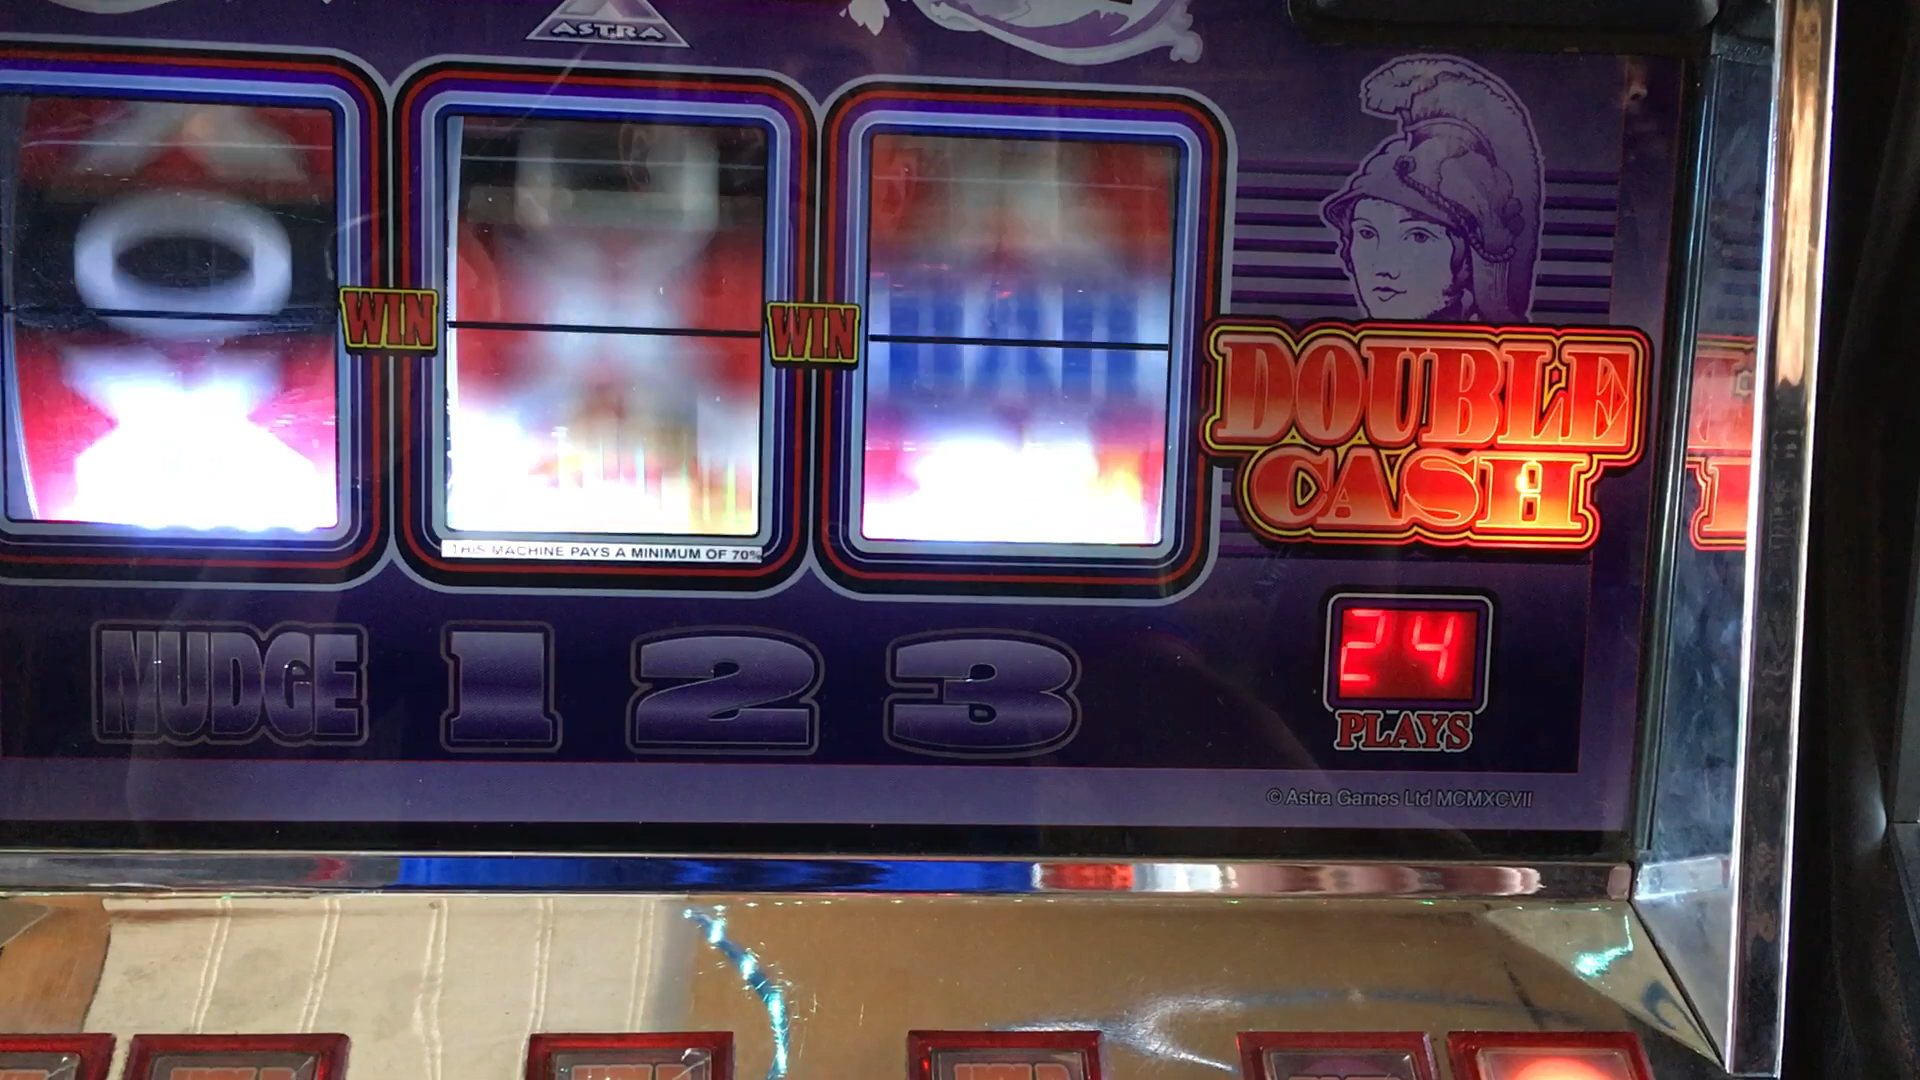 ASTRA
WIN
WIN
DOUBLE
CASH
THIS MACHINE PAYS A MINIMUM OF 70%
NUDGE 1 2 3
24
PLAYS
© Astra Games Ltd MCMXCVII